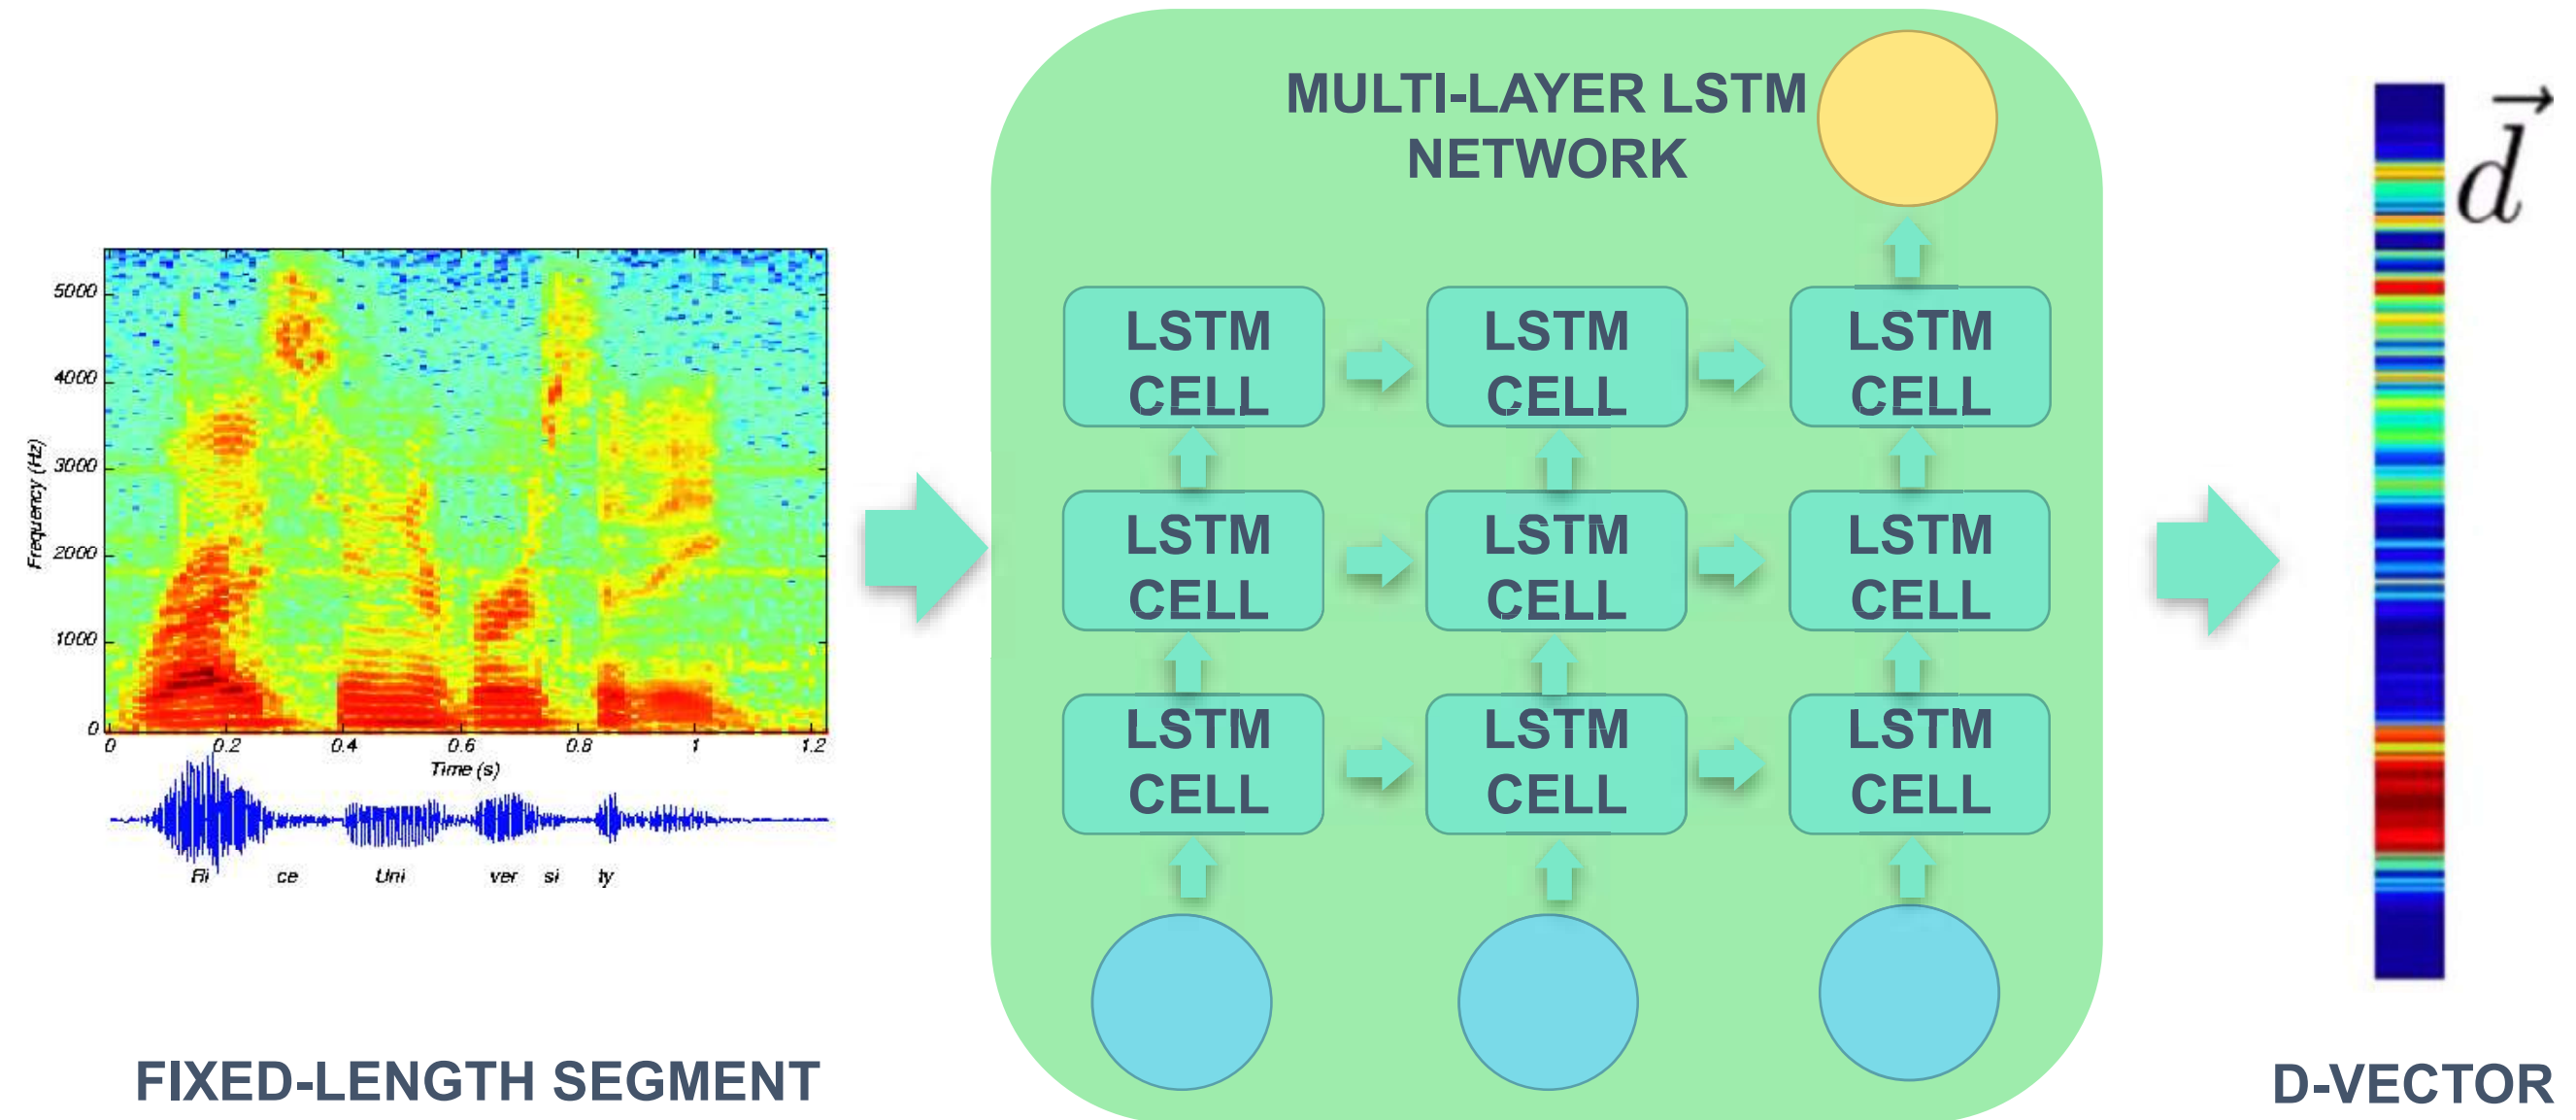 MULTI-LAYER LSTM
NETWORK
d
5000
4000
3000
2000
1000
0
Frequency (Hz)
0 0.2 0.4 0.6 0.8 1 1.2
Time (s)
Ri ce Uni ver si ty
LSTM
CELL
LSTM
CELL
LSTM
CELL
LSTM
CELL
LSTM
CELL
LSTM
CELL
LSTM
CELL
LSTM
CELL
LSTM
CELL
FIXED-LENGTH SEGMENT
D-VECTOR